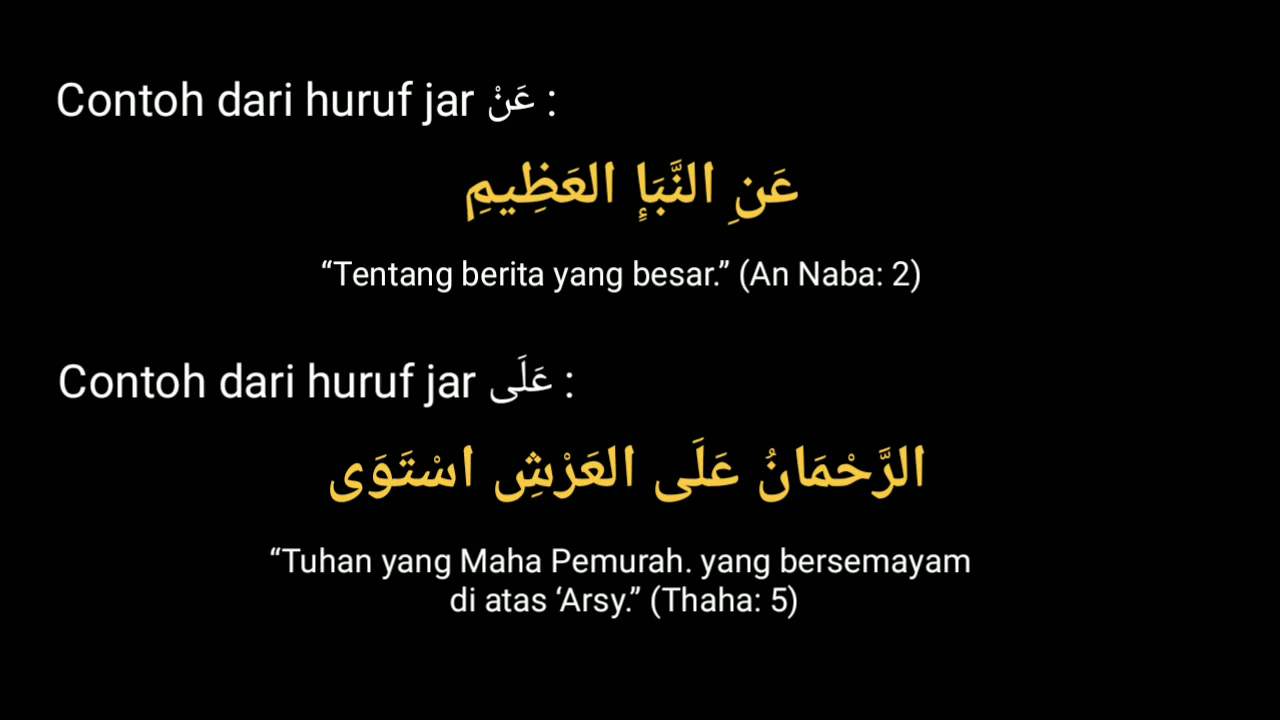 Contoh dari huruf jar عَنْ :
عَنِ النَّبَإِ العَظِيمِ
“Tentang berita yang besar.” (An Naba: 2)
Contoh dari huruf jar عَلَى :
الرَّحْمَانُ عَلَى العَرْشِ اسْتَوَى
“Tuhan yang Maha Pemurah. yang bersemayam
di atas ‘Arsy.” (Thaha: 5)